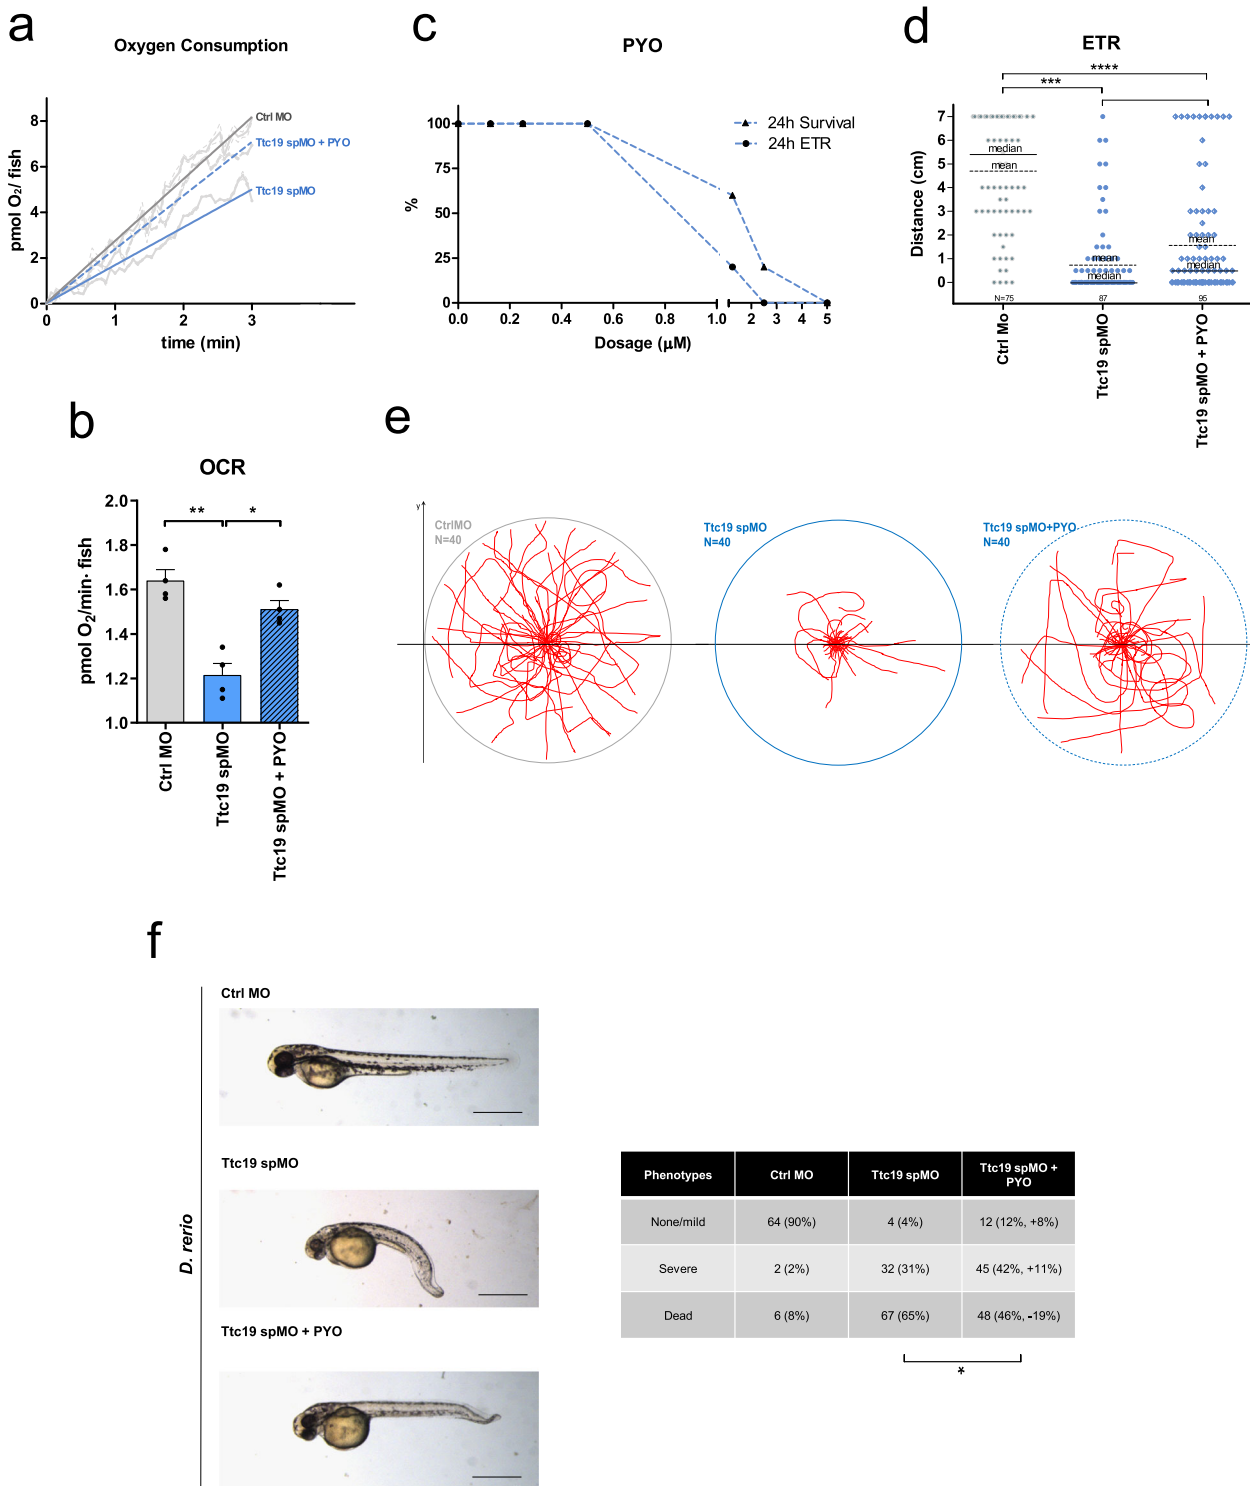 a
Oxygen Consumption
pmol O2/ fish
8
6
4
2
0
0
1
2
3
time (min)
Ctrl MO
Ttc19 spMO + PYO
Ttc19 spMO
c
PYO
%
100
75
50
25
0
0.0
0.2
0.4
0.6
0.8
1.0
2
3
4
5
Dosage (μM)
24h Survival
24h ETR
d
ETR
****
***
Distance (cm)
7
6
5
4
3
2
1
0
median
mean
mean
median
mean
median
N=75
87
95
Ctrl Mo
Ttc19 spMO
Ttc19 spMO + PYO
b
OCR
pmol O2/min· fish
2.0
1.8
1.6
1.4
1.2
1.0
**
*
Ctrl MO
Ttc19 spMO
Ttc19 spMO + PYO
e
y
CtrlMO
N=40
Ttc19 spMO
N=40
Ttc19 spMO+PYO
N=40
f
D. rerio
Ctrl MO
Ttc19 spMO
Ttc19 spMO + PYO
Phenotypes Ctrl MO Ttc19 spMO Ttc19 spMO +
PYO
None/mild 64 (90%) 4 (4%) 12 (12%, +8%)
Severe 2 (2%) 32 (31%) 45 (42%, +11%)
Dead 6 (8%) 67 (65%) 48 (46%, -19%)
*